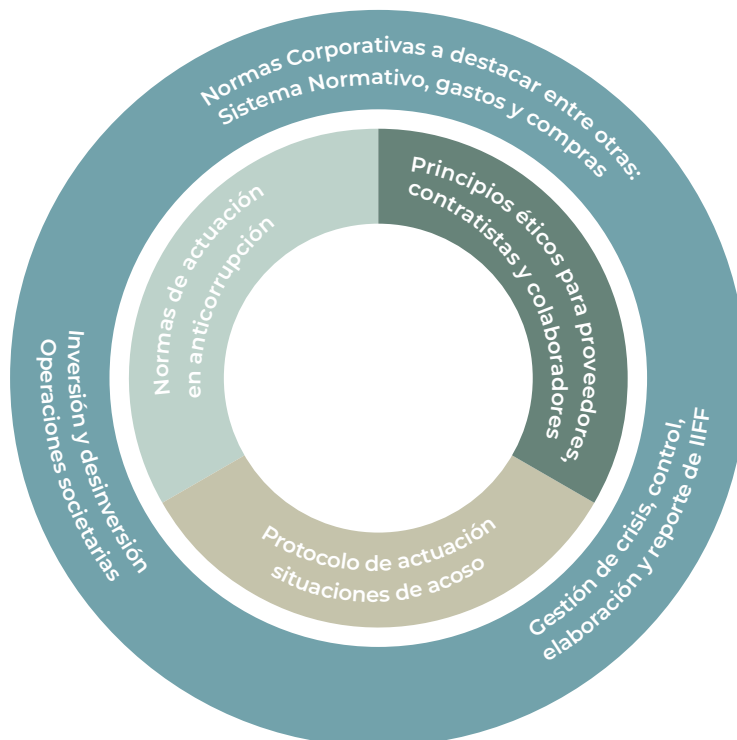 Normas Corporativas a destacar entre otras:
Sistema Normativo, gastos y compras
Principios éticos para proveedores,
contratistas y colaboradores
Normas de actuación
en anticorrupción
Inversión y desinversión
Operaciones societarias
Gestión de crisis, control,
elaboración y reporte de IIFF
Protocolo de actuación
situaciones de acoso